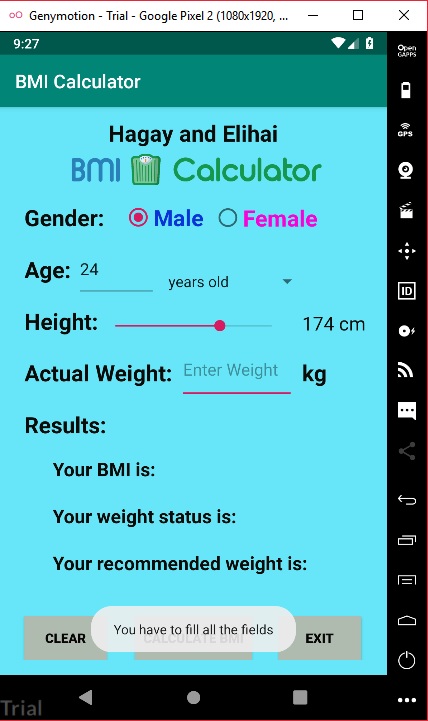 Genymotion - Trial - Google Pixel 2 (1080x1920, ...
9:27
Open
GAPPS
BMI Calculator
GPS
Hagay and Elihai
BMI Calculator
Gender: Male Female
Age: 24 years old
ID
Height: 174 cm
Actual Weight: Enter Weight kg
Results:
Your BMI is:
Your weight status is:
Your recommended weight is:
CLEAR CALCULATE BMI EXIT
You have to fill all the fields
Trial